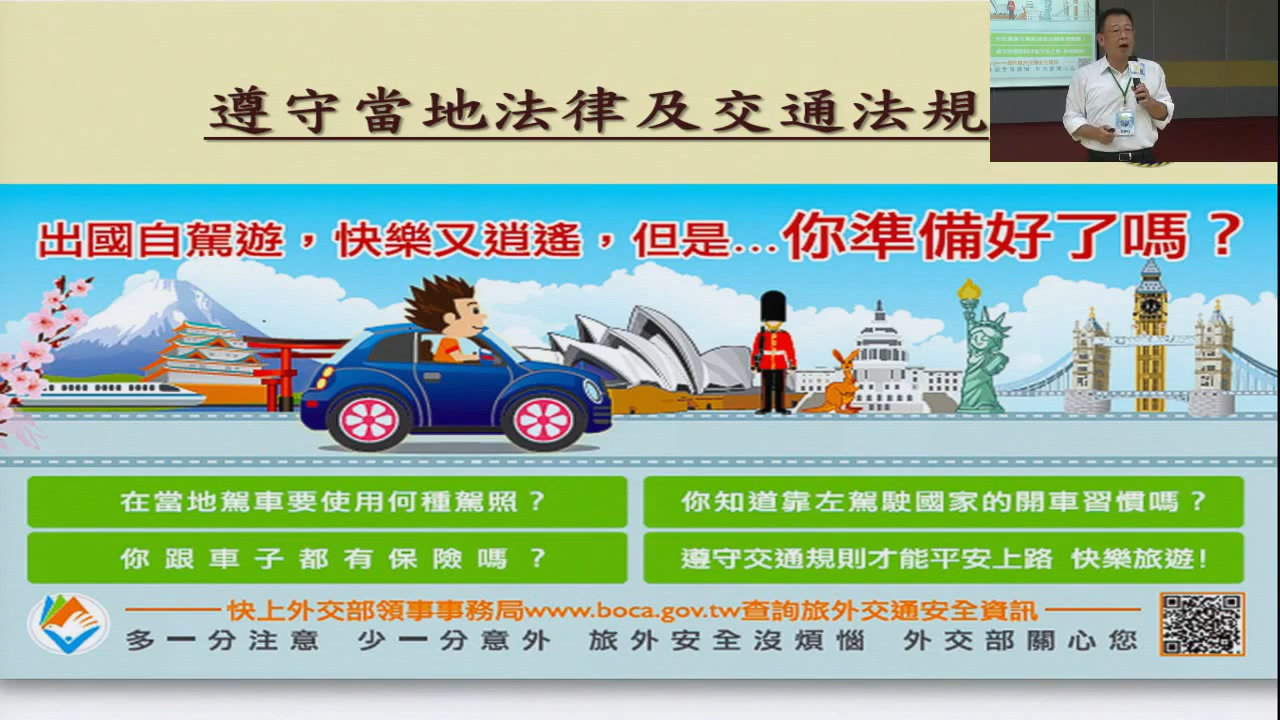 遵守當地法律及交通法規
出國自駕遊，快樂又逍遙，但是...你準備好了嗎？
在當地駕車要使用何種駕照？
你知道靠左駕駛國家的開車習慣嗎？
你跟車子都有保險嗎？
遵守交通規則才能平安上路 快樂旅遊!
快上外交部領事事務局www.boca.gov.tw查詢旅外交通安全資訊
多一分注意 少一分意外 旅外安全沒煩惱 外交部關心您